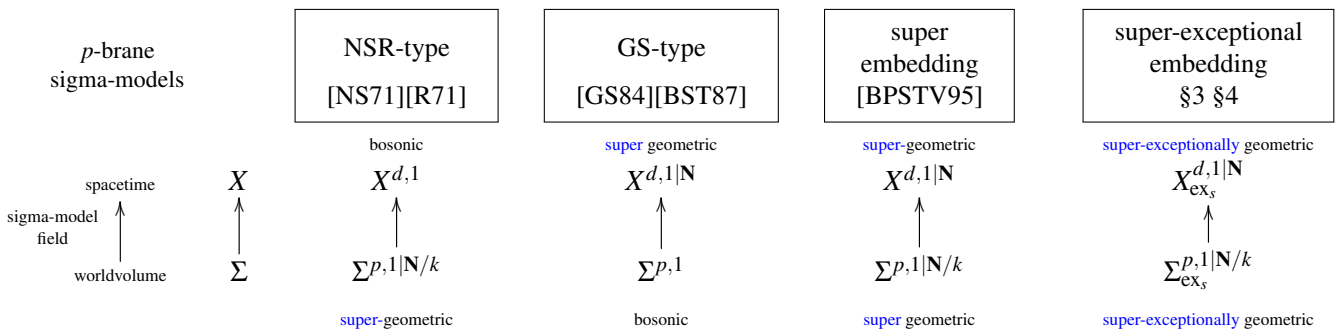 p-brane
sigma-models
NSR-type
[NS71][R71]
GS-type
[GS84][BST87]
super
embedding
[BPSTV95]
super-exceptional
embedding
§3 §4
bosonic
super geometric
super-geometric
super-exceptionally geometric
spacetime
X
X^{d,1}
X^{d,1|N}
X^{d,1|N}
X_{ex_s}^{d,1|N}
sigma-model
field
worldvolume
Σ
Σ^{p,1|N/k}
Σ^{p,1}
Σ^{p,1|N/k}
Σ_{ex_s}^{p,1|N/k}
super-geometric
bosonic
super geometric
super-exceptionally geometric